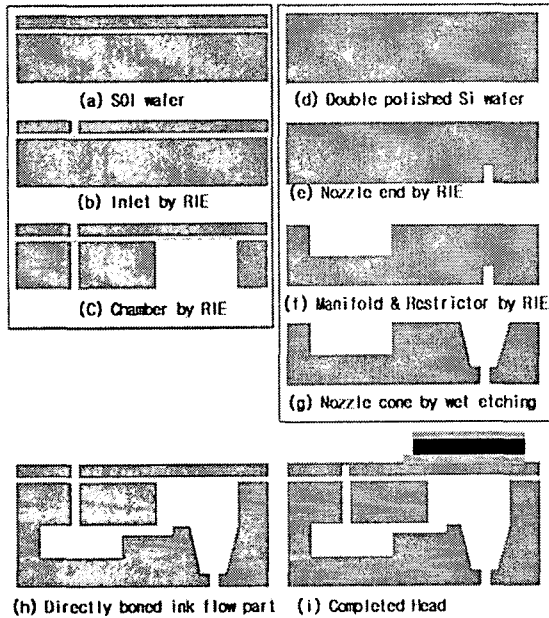 (a) SOI wafer
(b) Inlet by RIE
(C) Chamber by RIE
(d) Double polished Si wafer
(e) Nozzle end by RIE
(f) Manifold & Restrictor by RIE
(g) Nozzle cone by wet etching
(h) Directly boned ink flow part
(i) Completed Head